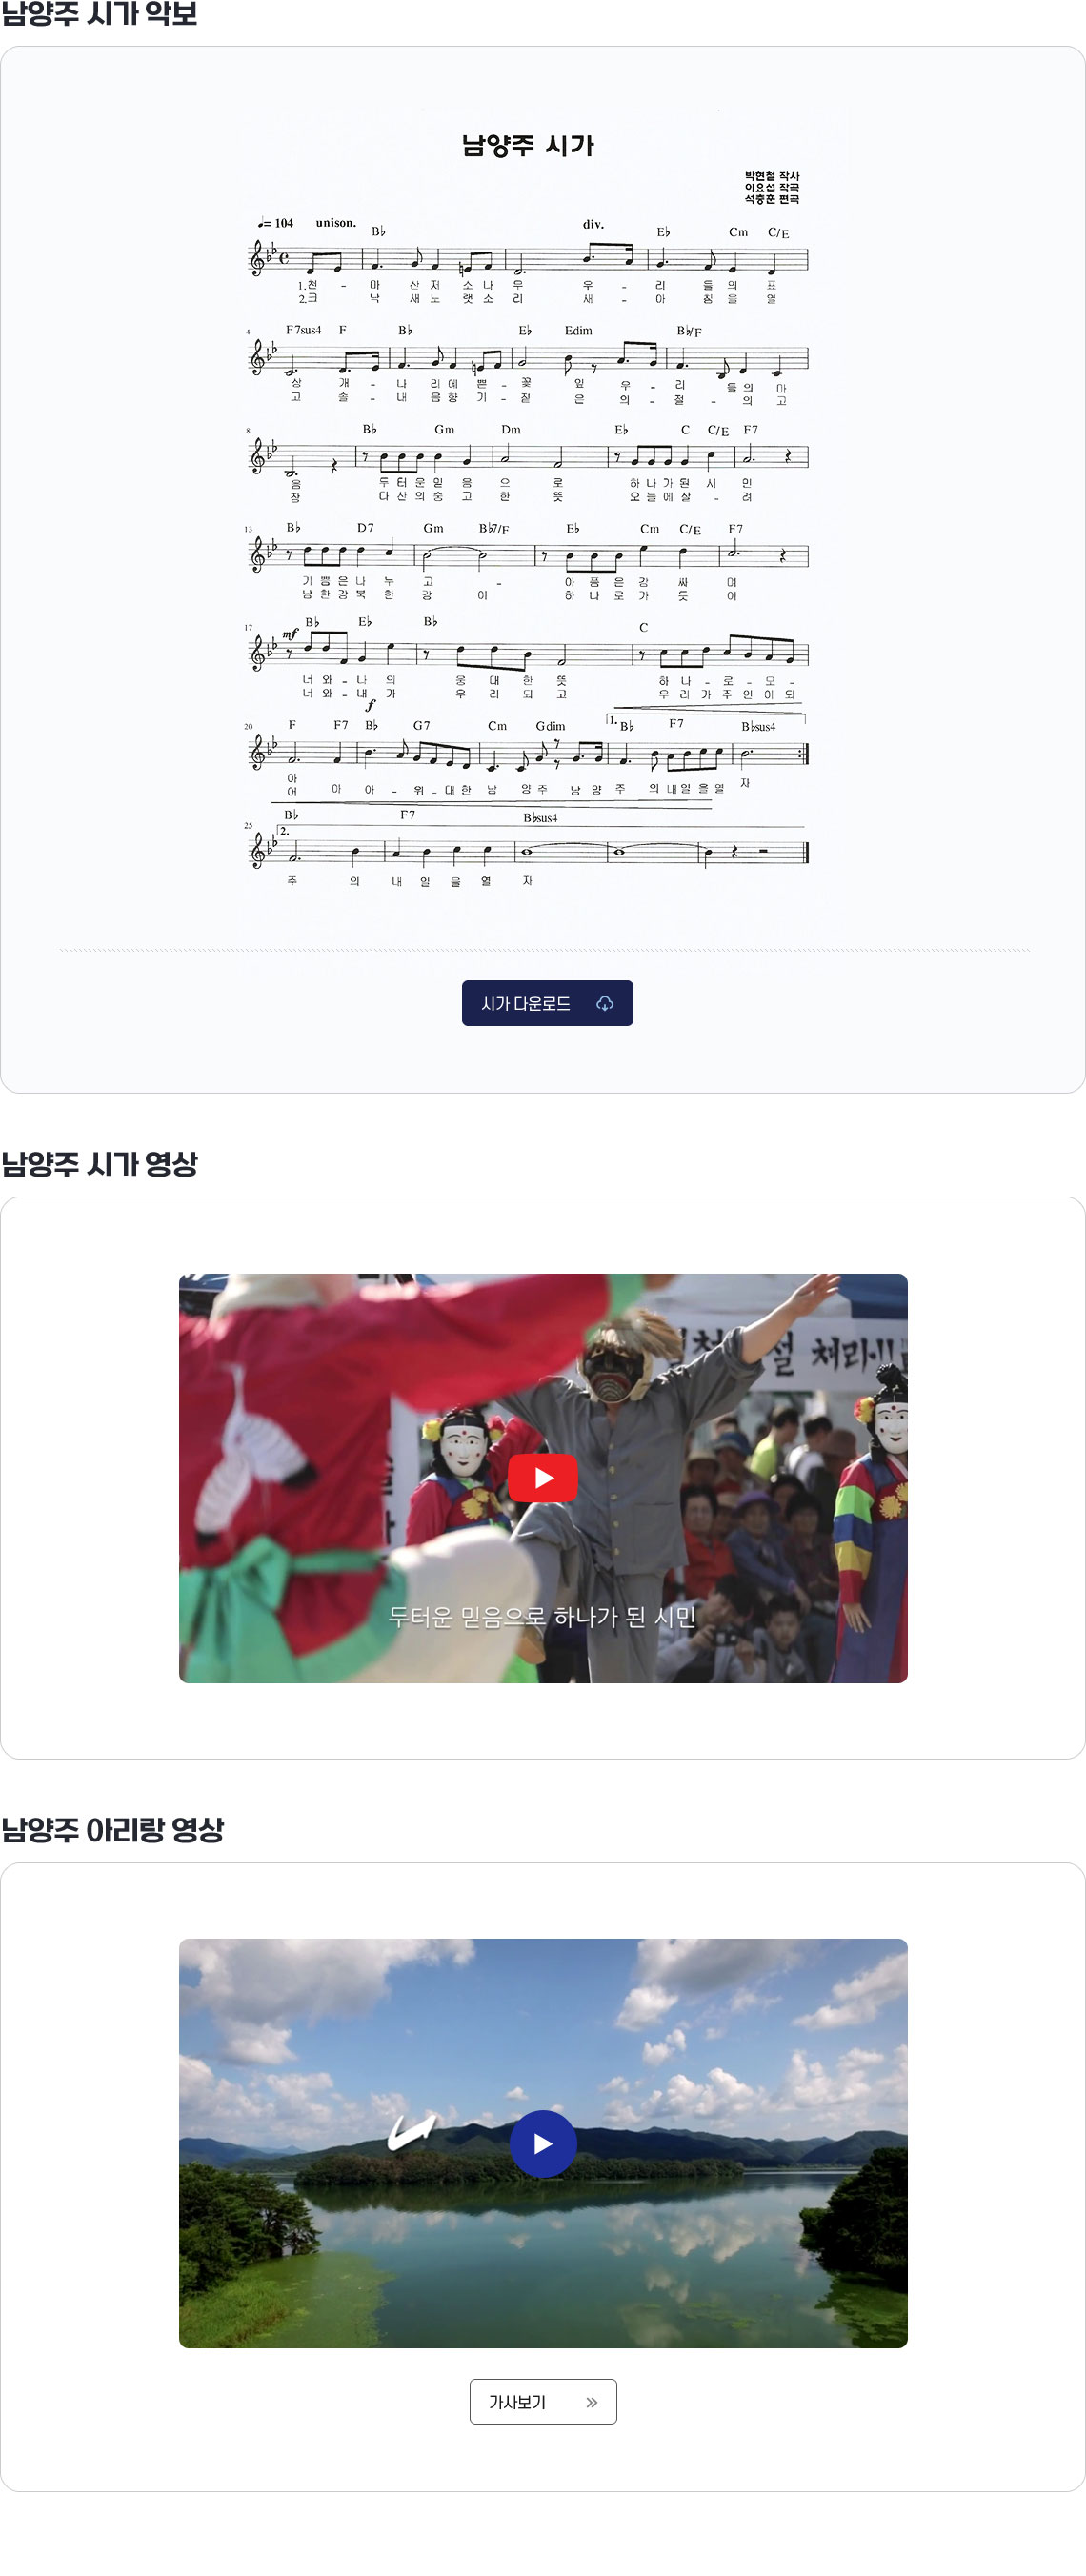 남양주 시가 악보
남양주 시가
박현철 작사
이요섭 작곡
석충훈 편곡
♩= 104 unison. div.
B♭ E♭ Cm C/E
1.천 - 마 산 저 소 나 무 우 - 리 들 의 표
2.크 낙 새 노 랫 소 리 새 - 아 침 을 열
4 F7sus4 F B♭ E♭ Edim B♭/F
상 개 - 나 리 예 쁜 - 꽃 잎 우 - 리 들 의 마
고 솔 - 내 음 향 기 - 짙 은 의 - 절 - 의 고
8 B♭ Gm Dm E♭ C C/E F7
음 두 터 운 믿 음 으 로 하 나 가 된 시 민
장 다 산 의 숭 고 한 뜻 오 늘 에 살 - 려
13 B♭ D7 Gm B♭7/F E♭ Cm C/E F7
기 쁨 은 나 누 고 - 아 픔 은 감 싸 며
남 한 강 북 한 강 이 하 나 로 가 듯 이
17 mf B♭ E♭ B♭ C
너 와 - 나 의 웅 대 한 뜻 하 나 - 로 - 모 -
너 와 - 내 가 우 리 되 고 우 리 가 주 인 이 되
f
20 F F7 B♭ G7 Cm Gdim 1. B♭ F7 B♭sus4
아
어 아 아 - 위 - 대 한 남 양 주 남 양 주 의 내 일 을 열 자
B♭ F7 B♭sus4
25 2.
주 의 내 일 을 열 자
시가 다운로드
남양주 시가 영상
두터운 믿음으로 하나가 된 시민
남양주 아리랑 영상
가사보기